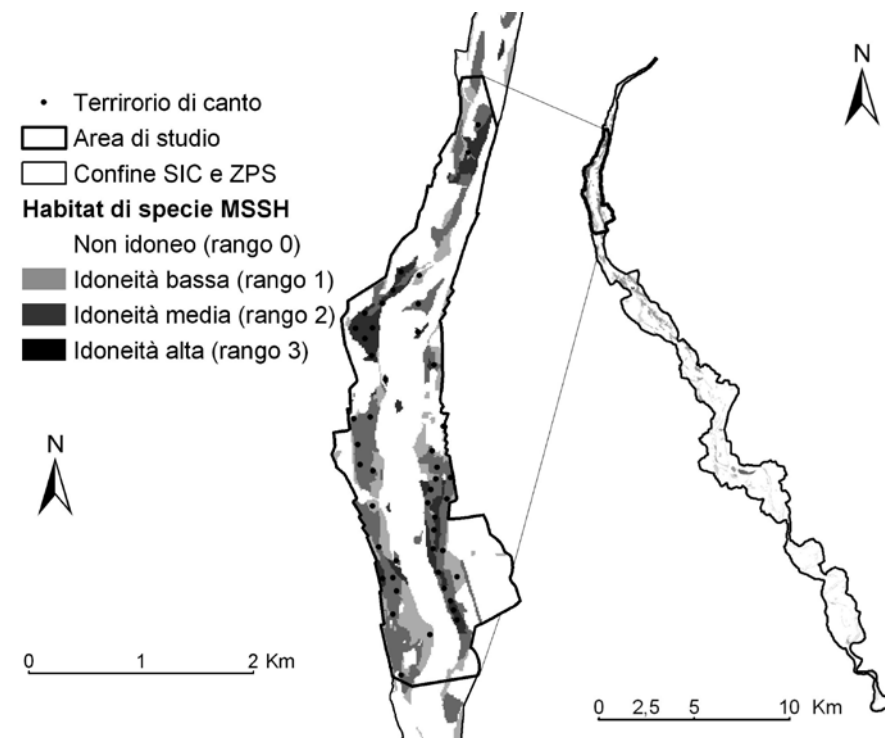 Terrirorio di canto
Area di studio
Confine SIC e ZPS
Habitat di specie MSSH
Non idoneo (rango 0)
Idoneità bassa (rango 1)
Idoneità media (rango 2)
Idoneità alta (rango 3)
N
0 1 2 Km
N
0 2,5 5 10 Km